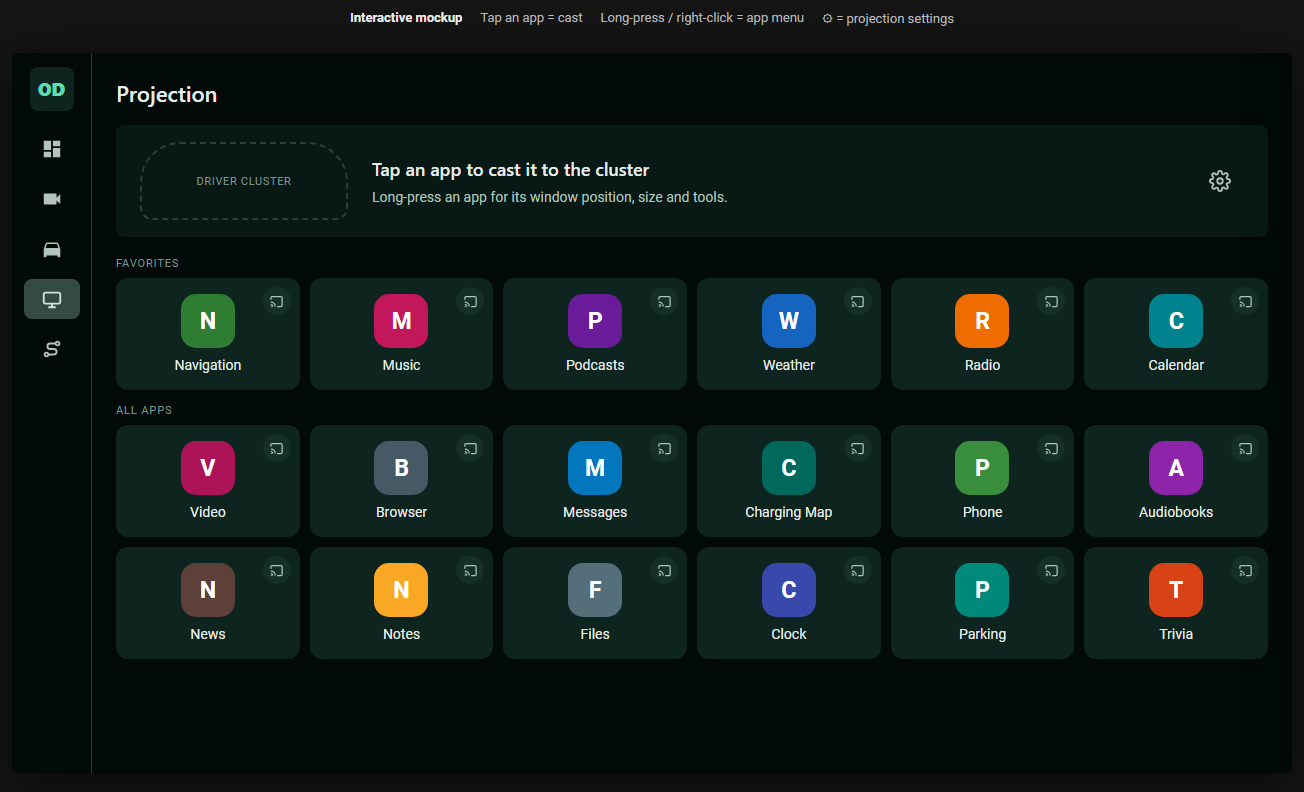 Interactive mockup Tap an app = cast Long-press / right-click = app menu ⚙ = projection settings
OD
Projection
DRIVER CLUSTER
Tap an app to cast it to the cluster
Long-press an app for its window position, size and tools.
FAVORITES
N M P W R C
Navigation Music Podcasts Weather Radio Calendar
ALL APPS
V B M C P A
Video Browser Messages Charging Map Phone Audiobooks
N N F C P T
News Notes Files Clock Parking Trivia